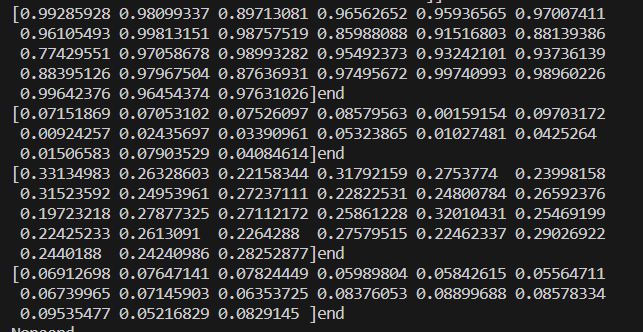 ]]
[0.99285928 0.98099337 0.89713081 0.96562652 0.95936565 0.97007411
0.96105493 0.99813151 0.98757519 0.85988088 0.91516803 0.88139386
0.77429551 0.97058678 0.98993282 0.95492373 0.93242101 0.93736139
0.88395126 0.97967504 0.87636931 0.97495672 0.99740993 0.98960226
0.99642376 0.96454374 0.97631026]end
[0.07151869 0.07053102 0.07526097 0.08579563 0.00159154 0.09703172
0.00924257 0.02435697 0.03390961 0.05323865 0.01027481 0.0425264
0.01506583 0.07903529 0.04084614]end
[0.33134983 0.26328603 0.22158344 0.31792159 0.2753774  0.23998158
0.31523592 0.24953961 0.27237111 0.22822531 0.24800784 0.26592376
0.19723218 0.27877325 0.27112172 0.25861228 0.32010431 0.25469199
0.22425233 0.2613091  0.2264288  0.27579515 0.22462337 0.29026922
0.2440188  0.24240986 0.28252877]end
[0.06912698 0.07647141 0.07824449 0.05989804 0.05842615 0.05564711
0.06739965 0.07145903 0.06353725 0.08376053 0.08899688 0.08578334
0.09535477 0.05216829 0.0829145 ]end